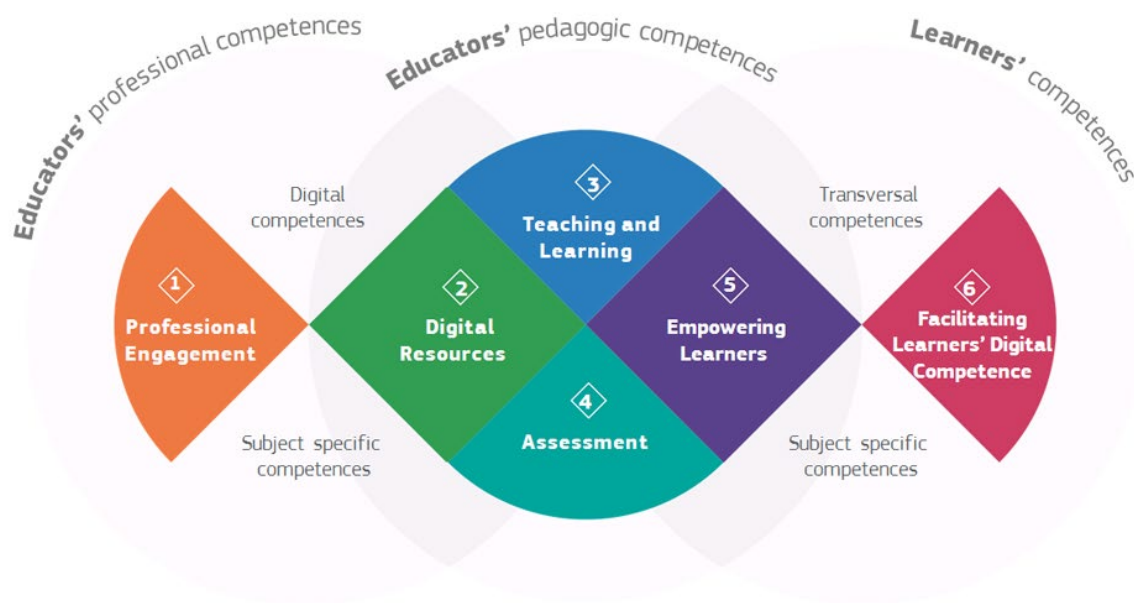 Educators' professional competences
Educators' pedagogic competences
Learners' competences
Digital
competences
Transversal
competences
1
Professional
Engagement
2
Digital
Resources
3
Teaching and
Learning
4
Assessment
5
Empowering
Learners
6
Facilitating
Learners' Digital
Competence
Subject specific
competences
Subject specific
competences